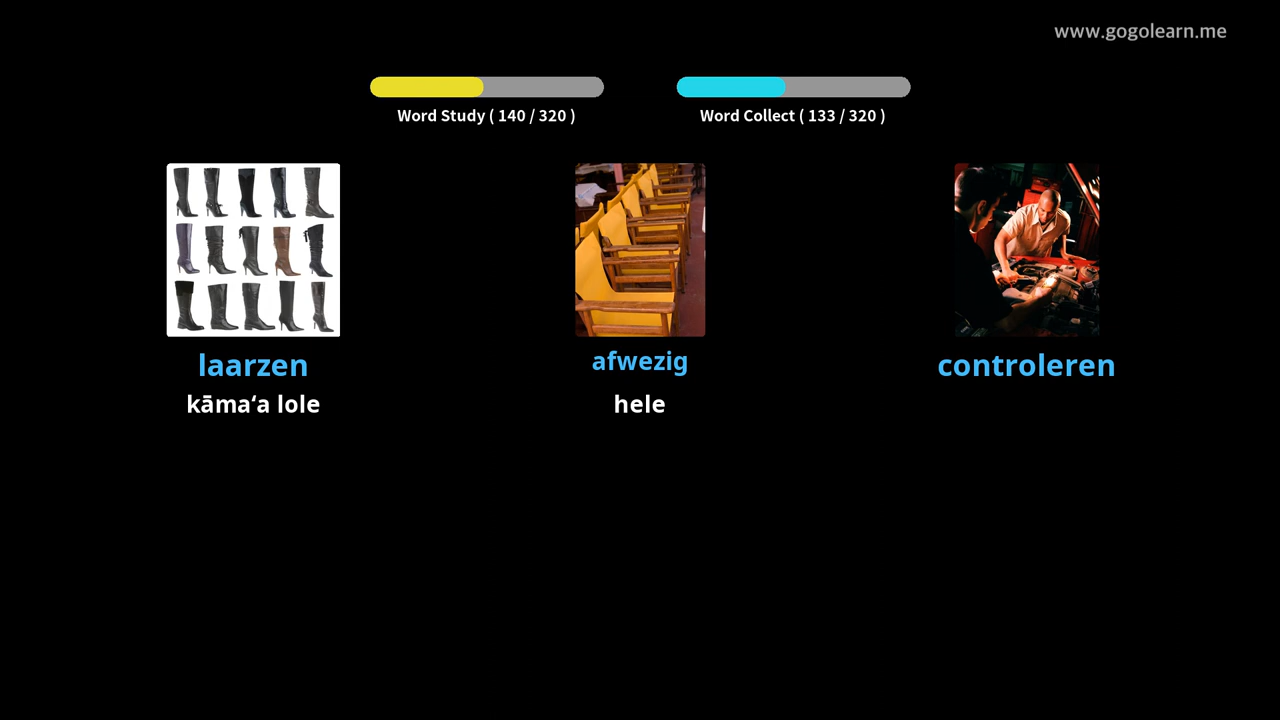 www.gogolearn.me
Word Study ( 140 / 320 )
Word Collect ( 133 / 320 )
laarzen
afwezig
controleren
kāmaʻa lole
hele